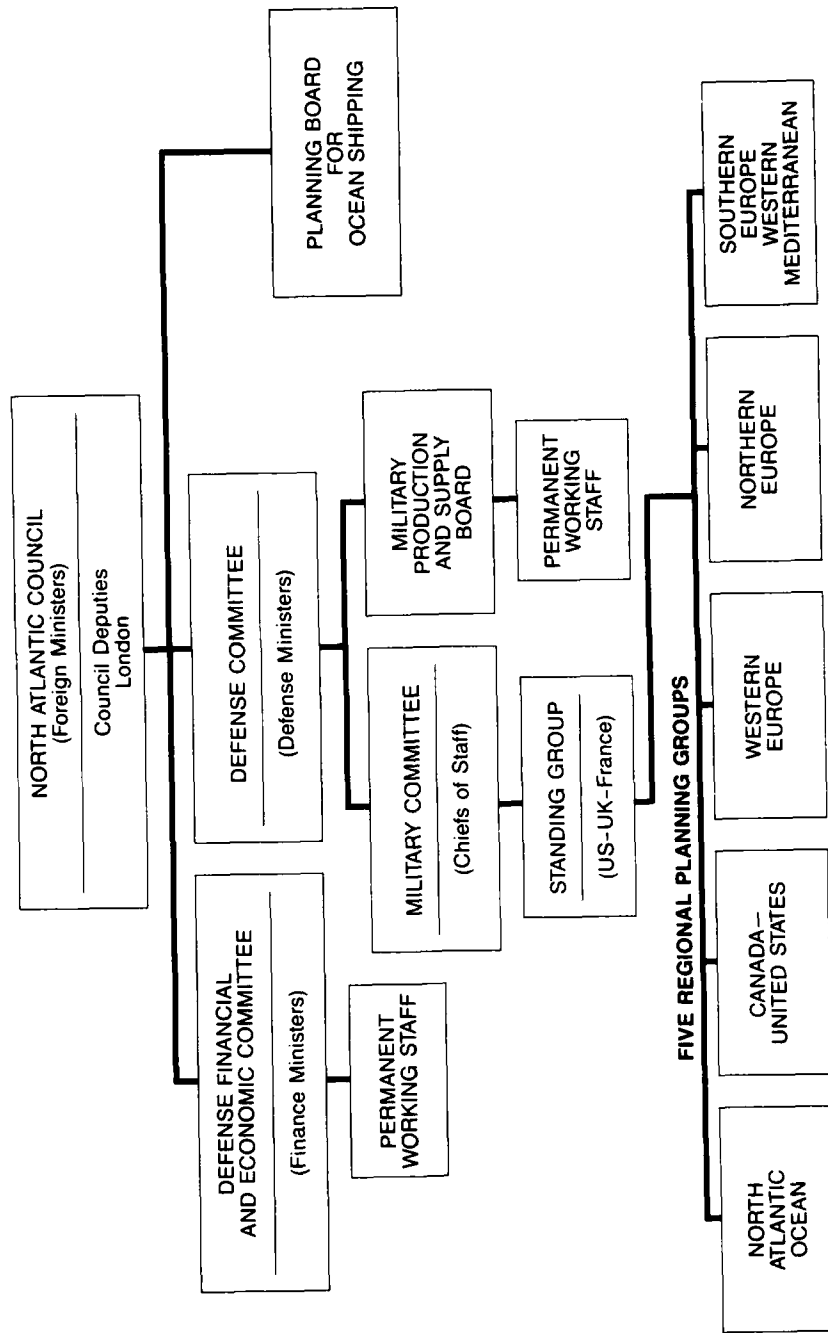 NORTH ATLANTIC COUNCIL
(Foreign Ministers)
Council Deputies
London
DEFENSE FINANCIAL
AND ECONOMIC COMMITTEE
(Finance Ministers)
PERMANENT
WORKING STAFF
DEFENSE COMMITTEE
(Defense Ministers)
PLANNING BOARD
FOR
OCEAN SHIPPING
MILITARY COMMITTEE
(Chiefs of Staff)
MILITARY
PRODUCTION
AND SUPPLY
BOARD
STANDING GROUP
(US-UK-France)
PERMANENT
WORKING
STAFF
FIVE REGIONAL PLANNING GROUPS
NORTH
ATLANTIC
OCEAN
CANADA–
UNITED STATES
WESTERN
EUROPE
NORTHERN
EUROPE
SOUTHERN
EUROPE
WESTERN
MEDITERRANEAN